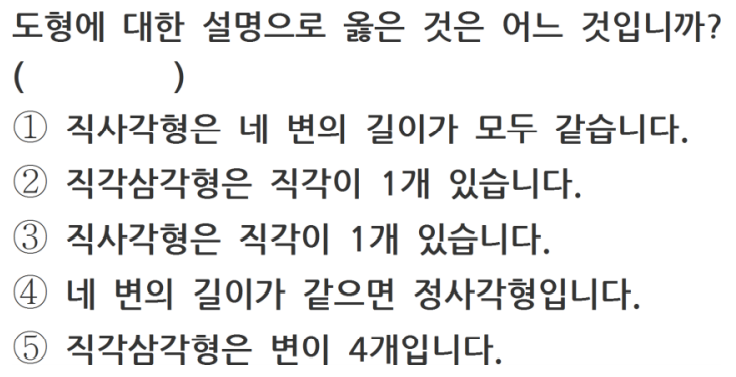 도형에 대한 설명으로 옳은 것은 어느 것입니까?
(        )
① 직사각형은 네 변의 길이가 모두 같습니다.
② 직각삼각형은 직각이 1개 있습니다.
③ 직사각형은 직각이 1개 있습니다.
④ 네 변의 길이가 같으면 정사각형입니다.
⑤ 직각삼각형은 변이 4개입니다.